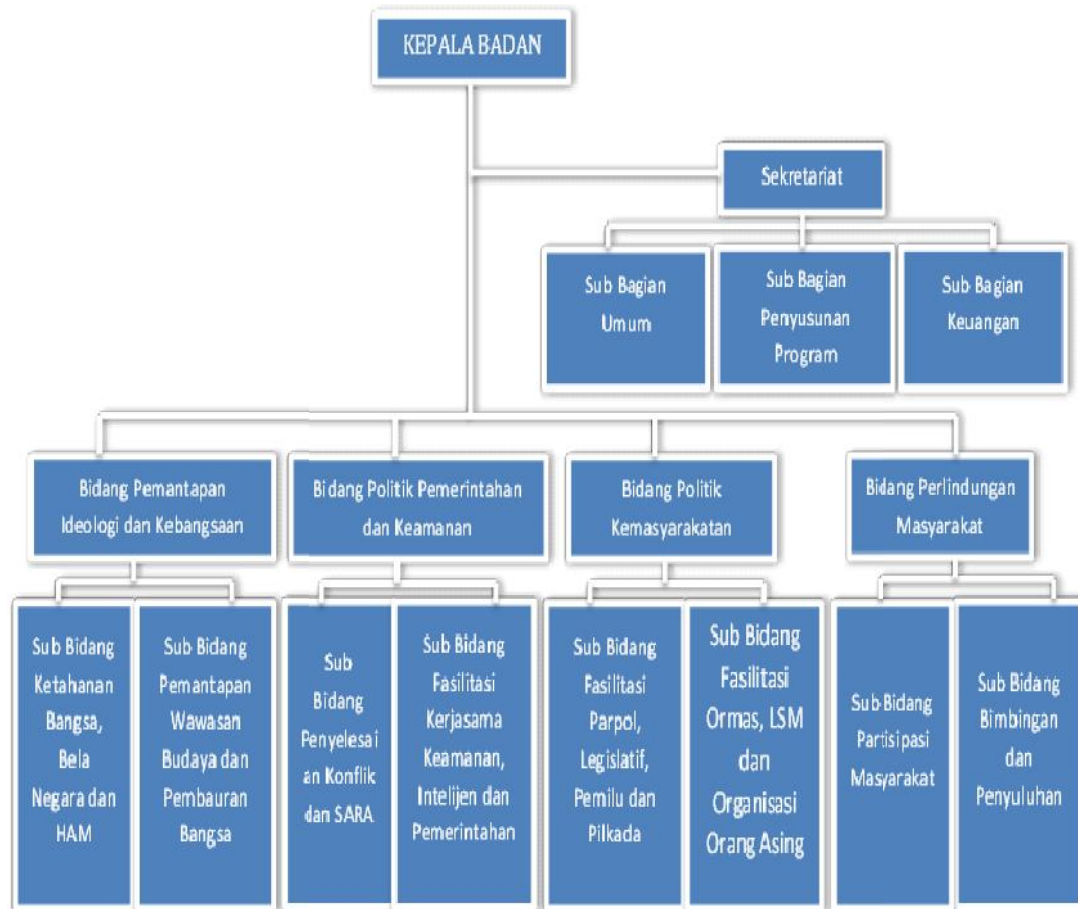 KEPALA BADAN
Sekretariat
Sub Bagian
Umum
Sub Bagian
Penyusunan
Program
Sub Bagian
Keuangan
Bidang Pemantapan
Ideologi dan Kebangsaan
Bidang Politik Pemerintahan
dan Keamanan
Bidang Politik
Kemasyarakatan
Bidang Perlindungan
Masyarakat
Sub Bidang
Ketahanan
Bangsa,
Bela
Negara dan
HAM
Sub Bidang
Pemantapan
Wawasan
Budaya dan
Pembauran
Bangsa
Sub
Bidang
Penyelesai
an Konflik
dan SARA
Sub Bidang
Fasilitasi
Kerjasama
Keamanan,
Intelijen dan
Pemerintahan
Sub Bidang
Fasilitasi
Parpol,
Legislatif,
Pemilu dan
Pilkada
Sub Bidang
Fasilitasi
Ormas, LSM
dan
Organisasi
Orang Asing
Sub Bidang
Partisipasi
Masyarakat
Sub Bidang
Bimbingan
dan
Penyuluhan